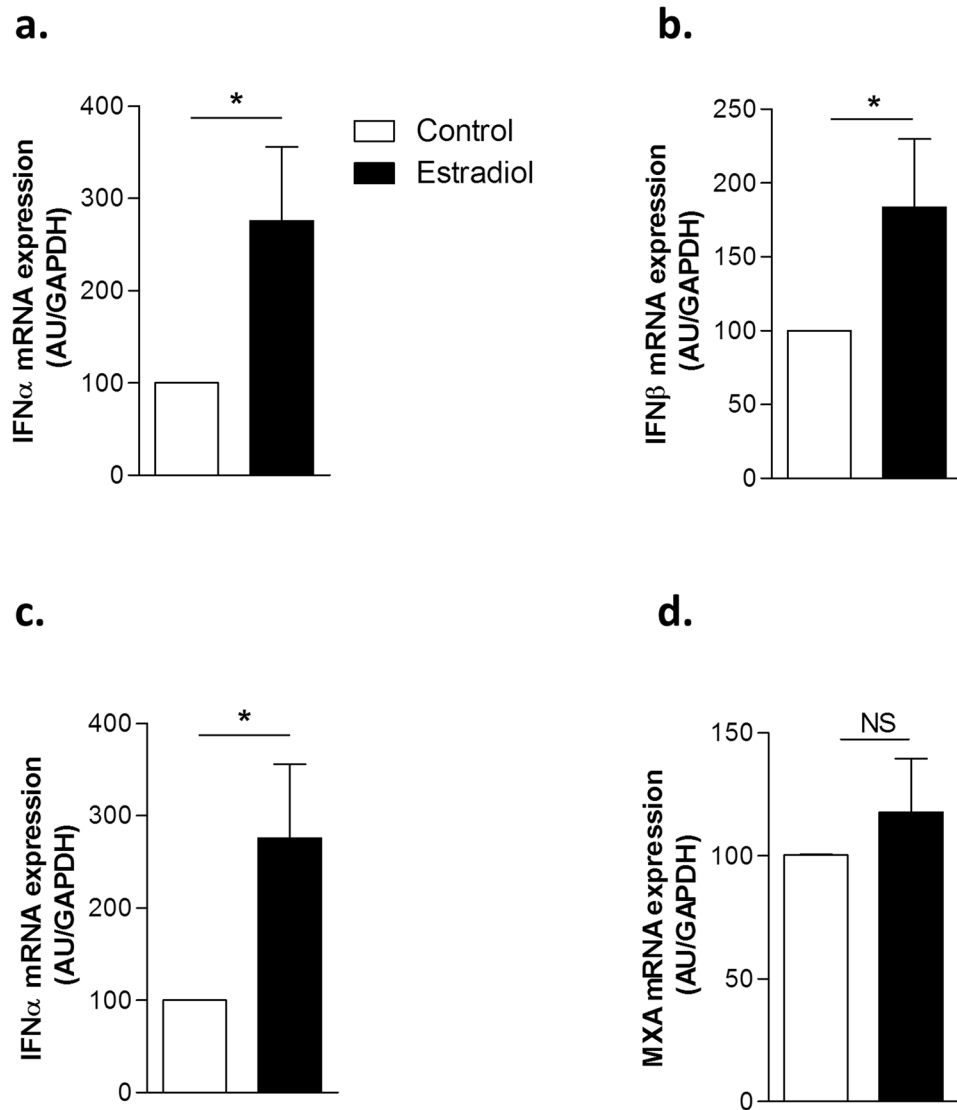 a.
IFNα mRNA expression
(AU/GAPDH)
400
300
200
100
0
*
Control
Estradiol
b.
IFNβ mRNA expression
(AU/GAPDH)
250
200
150
100
50
0
*
c.
IFNα mRNA expression
(AU/GAPDH)
400
300
200
100
0
*
d.
MXA mRNA expression
(AU/GAPDH)
150
100
50
0
NS